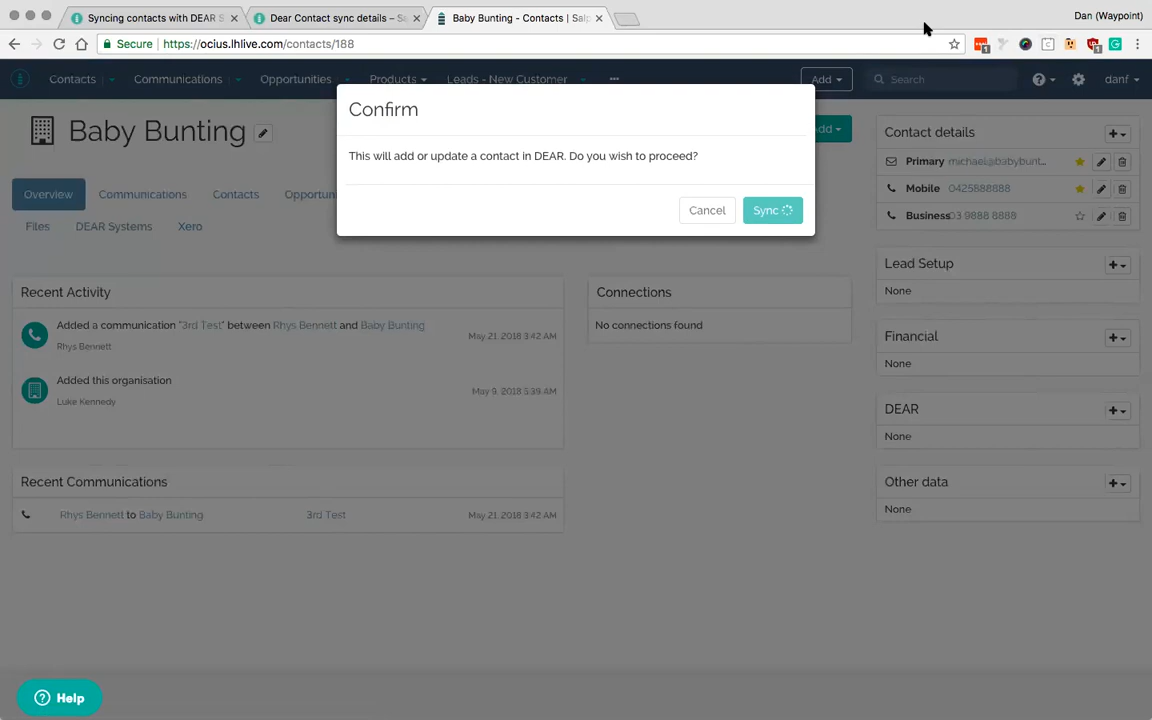 Syncing contacts with DEAR S
Dear Contact sync details – Sa
Baby Bunting - Contacts | Salp
Dan (Waypoint)
Secure
https://ocius.lhlive.com/contacts/188
1
1
Contacts
Communications
Opportunities
Products
Leads - New Customer
Add
Search
danf
Baby Bunting
Add
Overview
Communications
Contacts
Opportun
Files
DEAR Systems
Xero
Confirm
This will add or update a contact in DEAR. Do you wish to proceed?
Cancel
Sync
Recent Activity
Added a communication "3rd Test" between Rhys Bennett and Baby Bunting
May 21, 2018 3:42 AM
Rhys Bennett
Added this organisation
May 9, 2018 5:39 AM
Luke Kennedy
Connections
No connections found
Recent Communications
Rhys Bennett to Baby Bunting
3rd Test
May 21, 2018 3:42 AM
Contact details
Primary michael@babybunt...
Mobile 0425888888
Business 03 9888 8888
Lead Setup
None
Financial
None
DEAR
None
Other data
None
Help